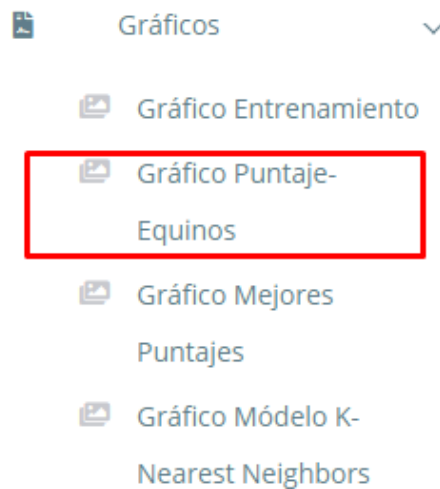 Gráficos
Gráfico Entrenamiento
Gráfico Puntaje-
Equinos
Gráfico Mejores
Puntajes
Gráfico Módelo K-
Nearest Neighbors